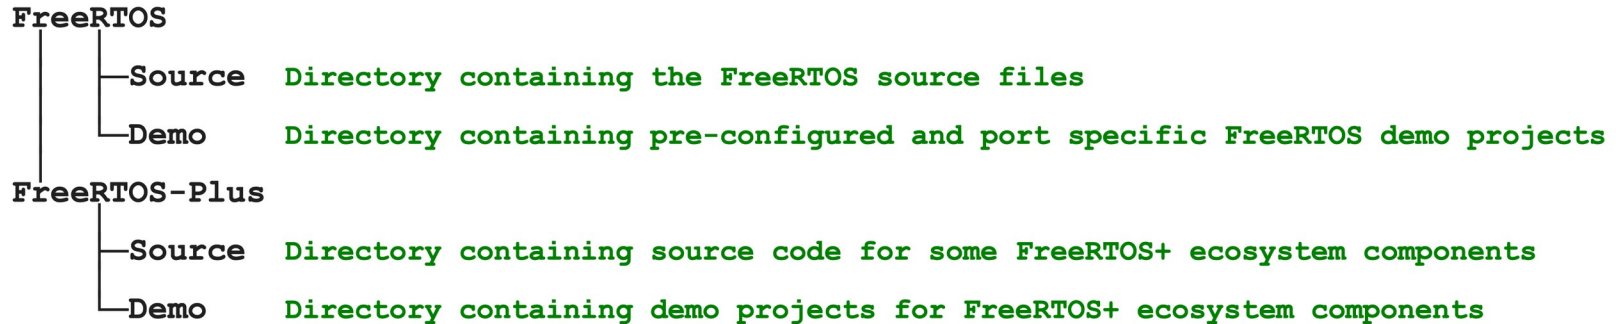 FreeRTOS
Source Directory containing the FreeRTOS source files
Demo Directory containing pre-configured and port specific FreeRTOS demo projects
FreeRTOS-Plus
Source Directory containing source code for some FreeRTOS+ ecosystem components
Demo Directory containing demo projects for FreeRTOS+ ecosystem components